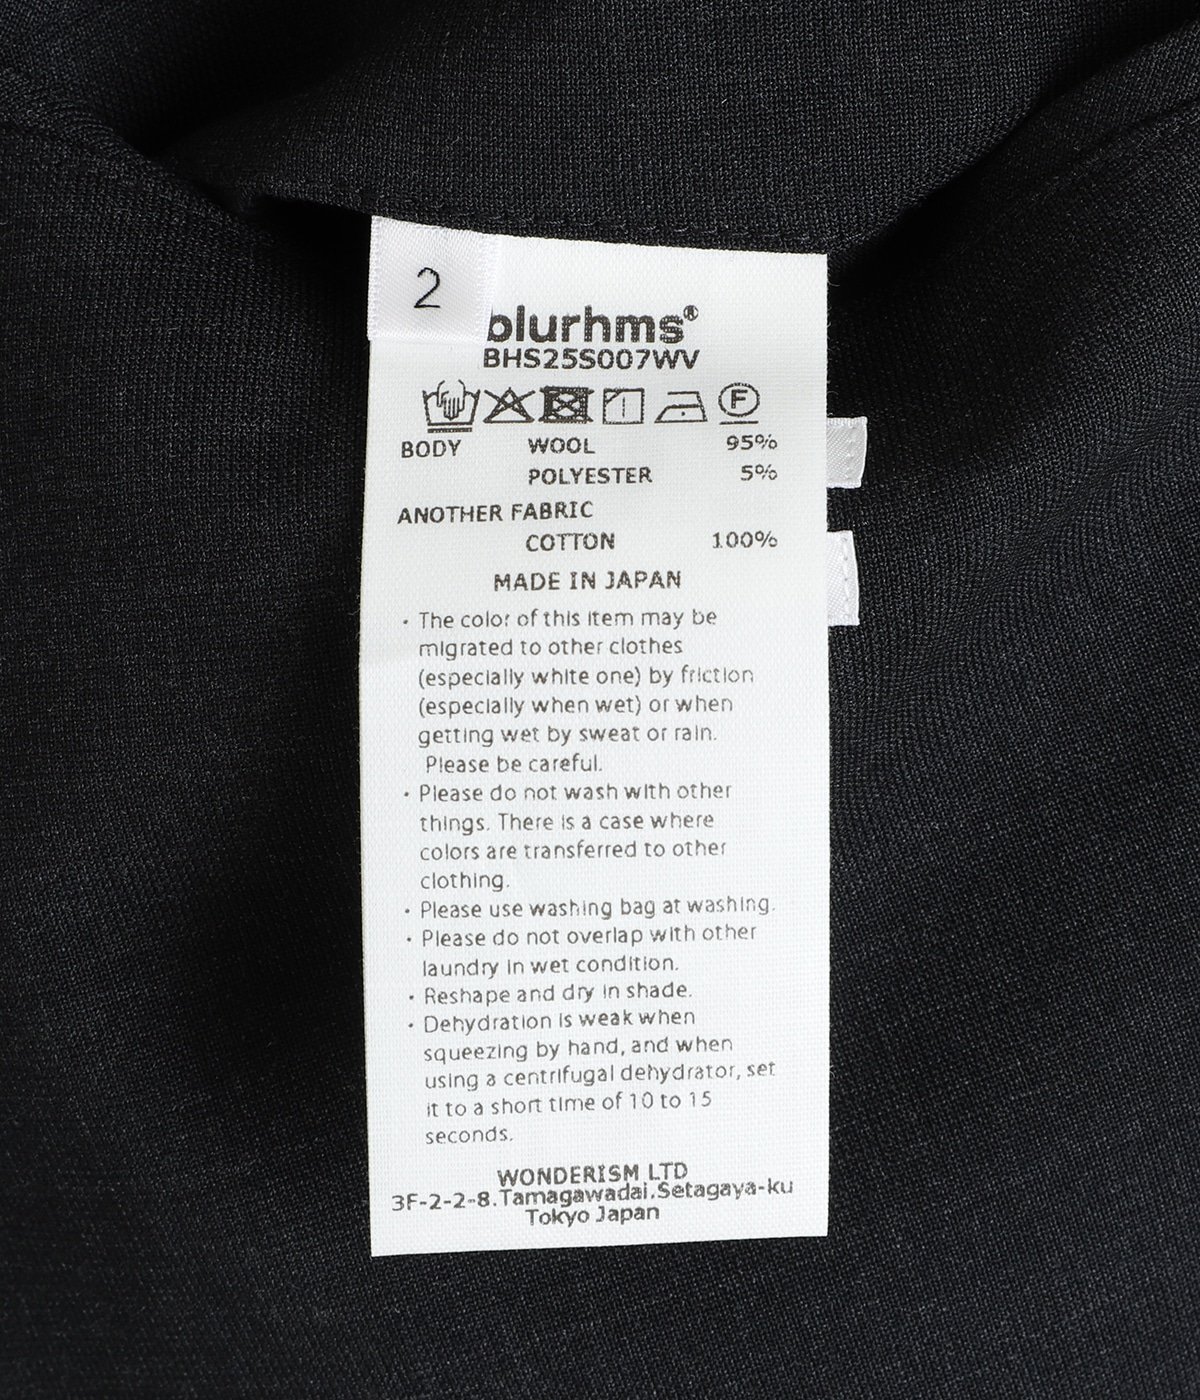 2
blurhms®
BHS25S007WV
F
BODY WOOL 95%
POLYESTER 5%
ANOTHER FABRIC
COTTON 100%
MADE IN JAPAN
・The color of this item may be
migrated to other clothes
(especially white one) by friction
(especially when wet) or when
getting wet by sweat or rain.
Please be careful.
・Please do not wash with other
things. There is a case where
colors are transferred to other
clothing.
・Please use washing bag at washing.
・Please do not overlap with other
laundry in wet condition.
・Reshape and dry in shade.
・Dehydration is weak when
squeezing by hand, and when
using a centrifugal dehydrator, set
it to a short time of 10 to 15
seconds.
WONDERISM LTD
3F-2-2-8.Tamagawadai.Setagaya-ku
Tokyo Japan